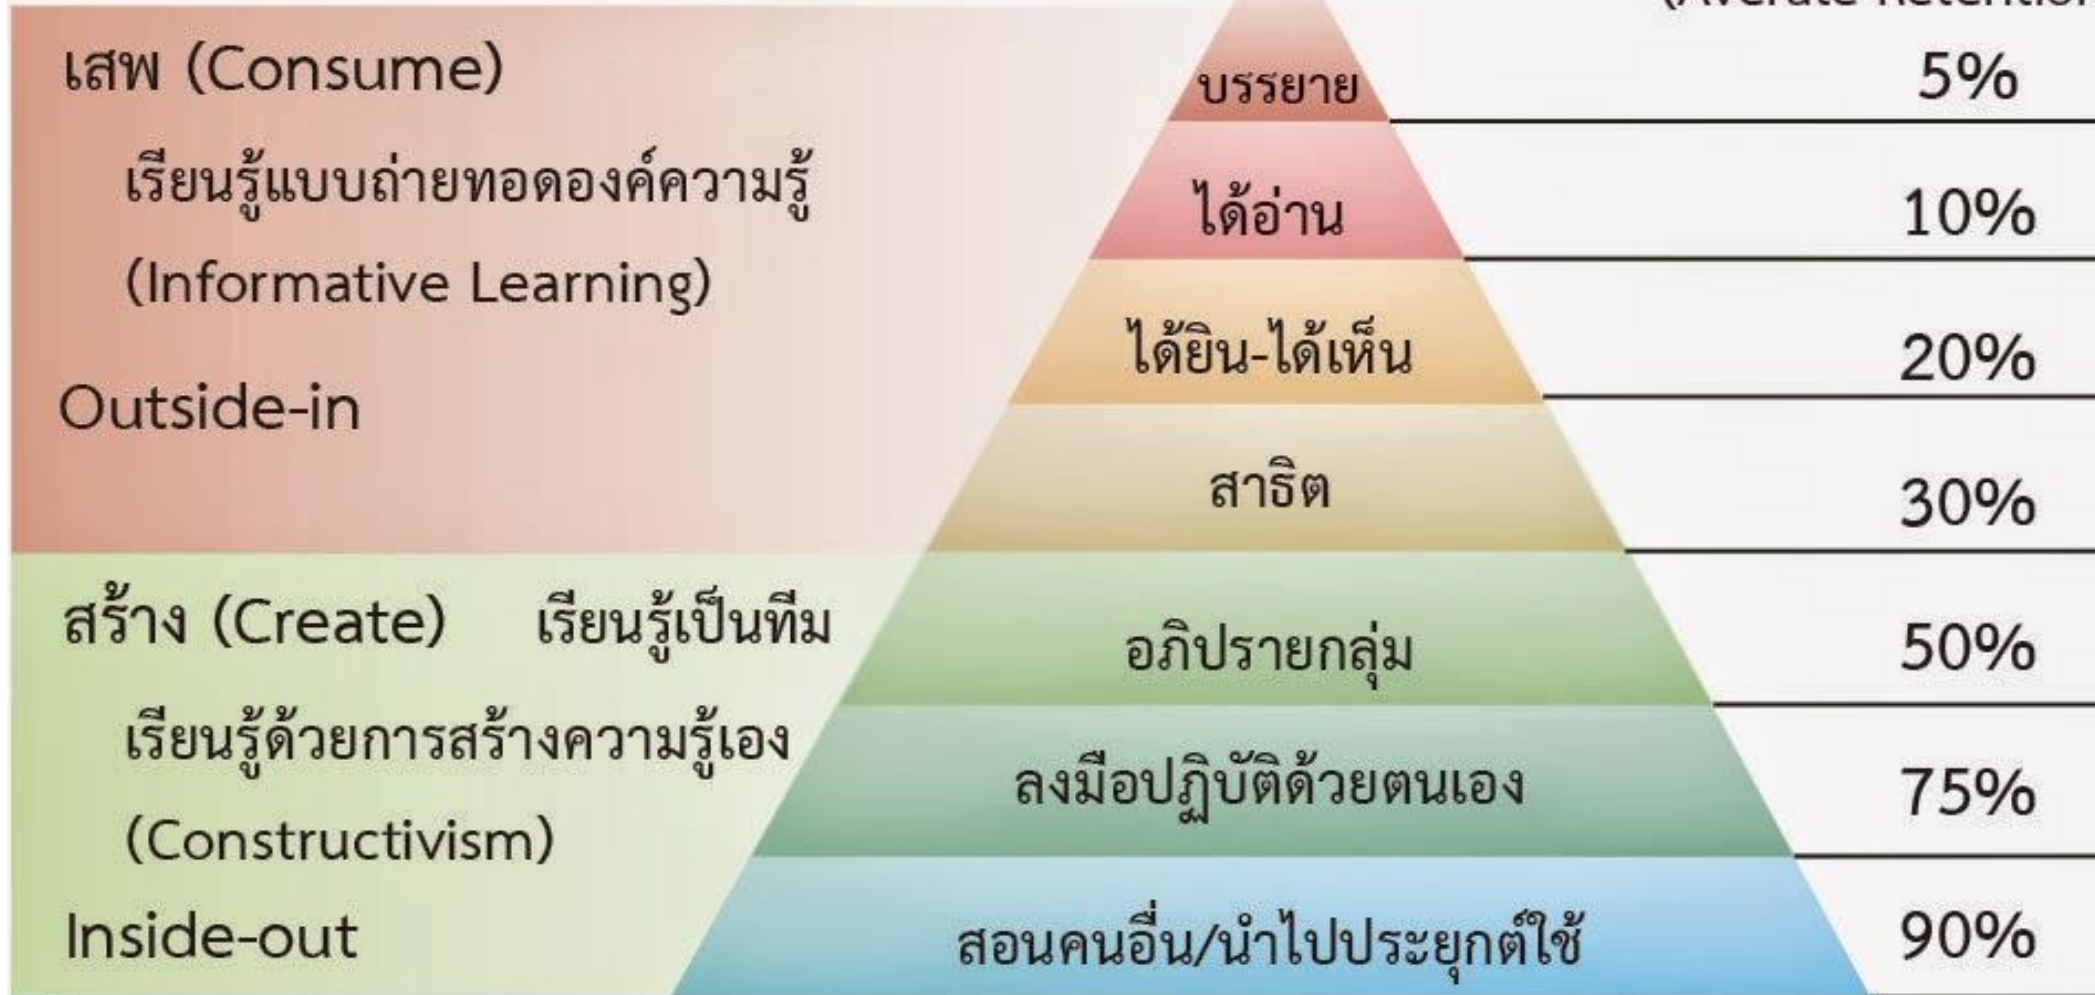 เสพ (Consume)
เรียนรู้แบบถ่ายทอดองค์ความรู้
(Informative Learning)
Outside-in
สร้าง (Create) เรียนรู้เป็นทีม
เรียนรู้ด้วยการสร้างความรู้เอง
(Constructivism)
Inside-out
บรรยาย 5%
ได้อ่าน 10%
ได้ยิน-ได้เห็น 20%
สาธิต 30%
อภิปรายกลุ่ม 50%
ลงมือปฏิบัติด้วยตนเอง 75%
สอนคนอื่น/นำไปประยุกต์ใช้ 90%